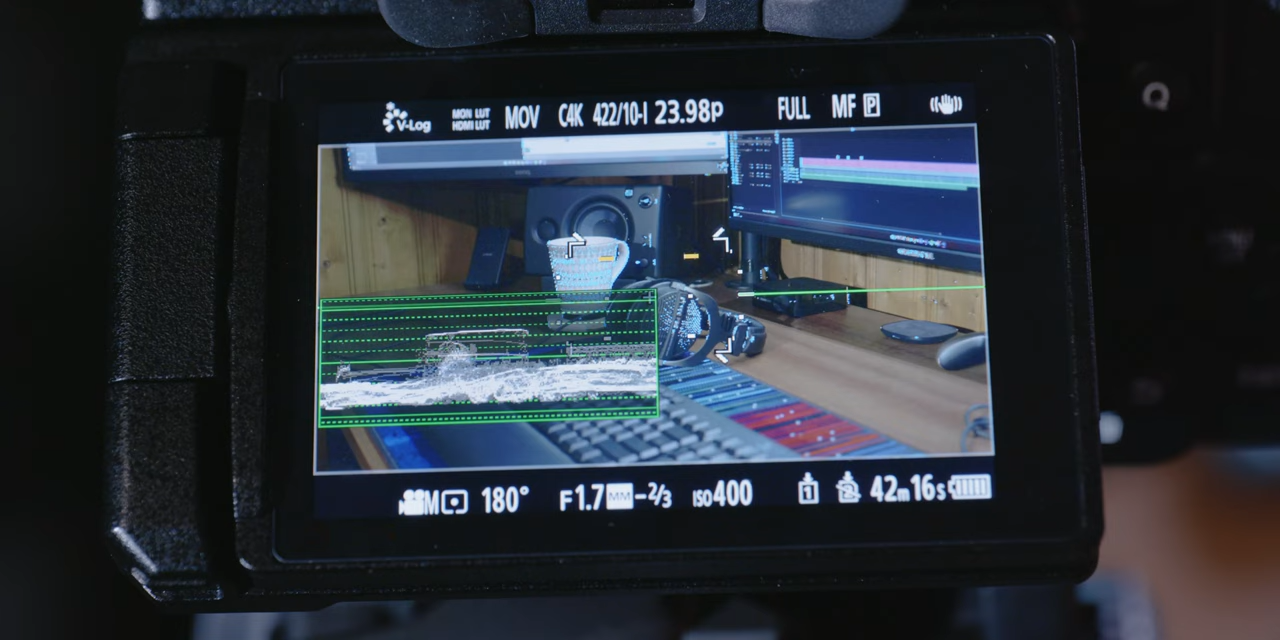 V-Log
MON LUT
HDMI LUT
MOV C4K 422/10-I 23.98p FULL MF P
M 180° F1.7 MM -2/3 ISO400 1 2 42m16s